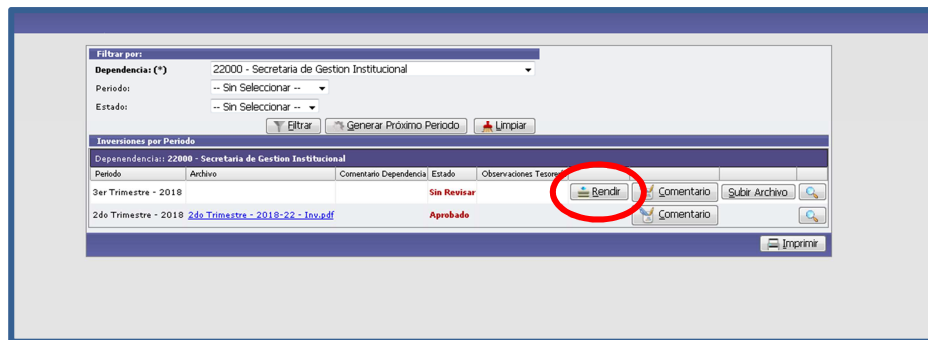 Filtrar por:
Dependencia: (*) 22000 - Secretaria de Gestion Institucional
Periodo: -- Sin Seleccionar --
Estado: -- Sin Seleccionar --
Filtrar Generar Próximo Periodo Limpiar
Inversiones por Periodo
Depenendencia:: 22000 - Secretaria de Gestion Institucional
Periodo Archivo Comentario Dependencia Estado Observaciones
3er Trimestre - 2018 Sin Revisar Rendir Comentario Subir Archivo
2do Trimestre - 2018 2do Trimestre - 2018-22 - Inv.pdf Aprobado Comentario
Imprimir